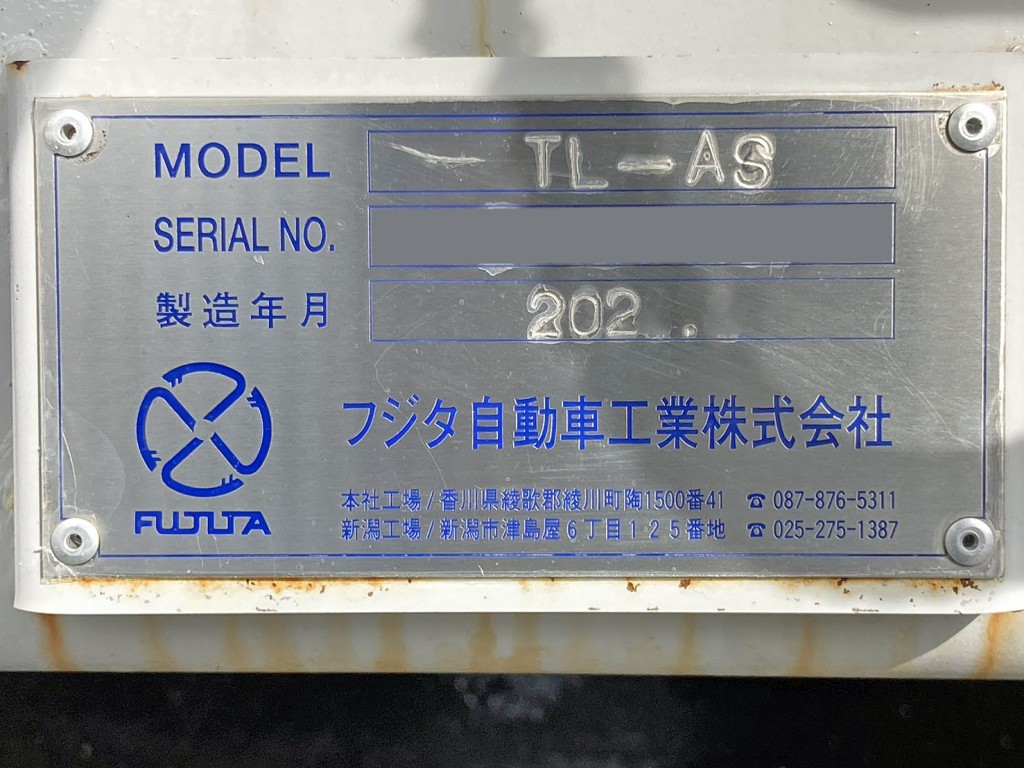 MODEL TL-AS
SERIAL NO.
製造年月 202 .
FUJITA
フジタ自動車工業株式会社
本社工場/香川県綾歌郡綾川町陶1500番41 ☎087-876-5311
新潟工場/新潟市津島屋6丁目125番地 ☎025-275-1387